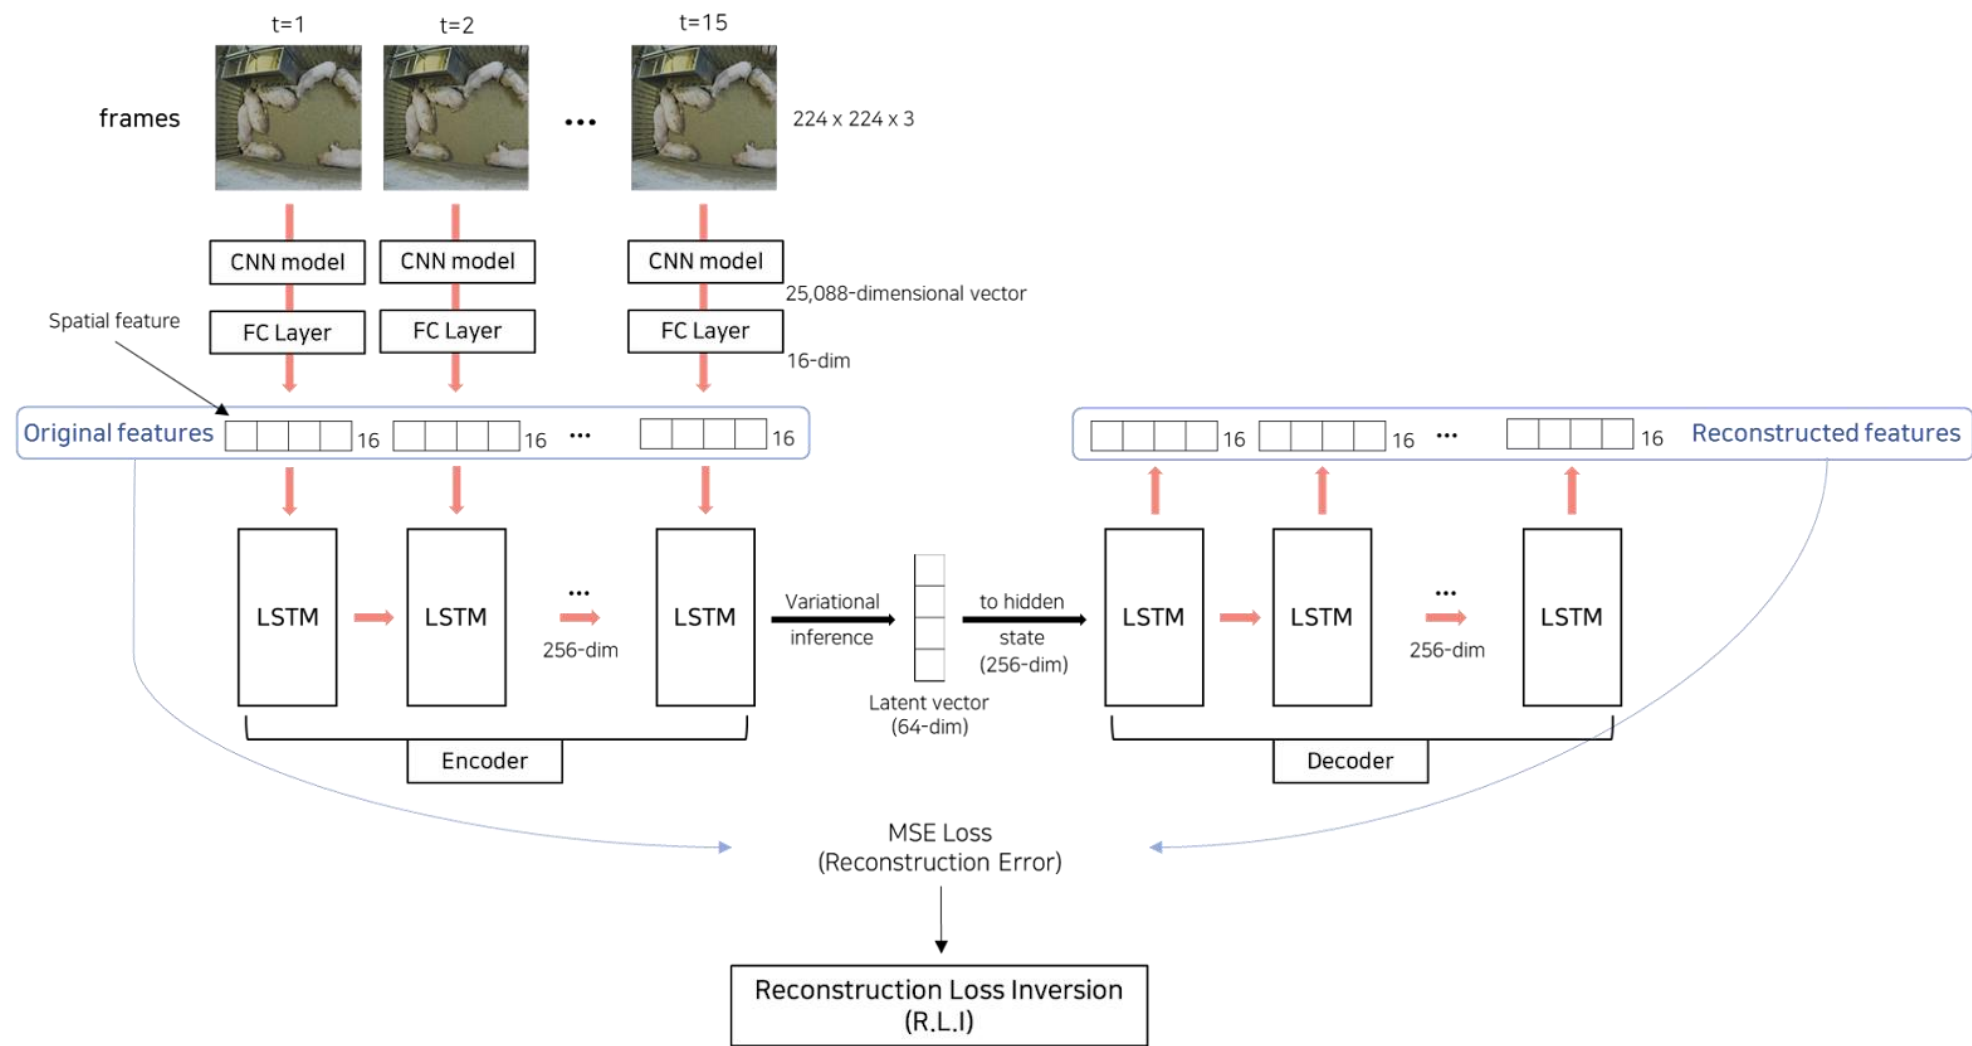 t=1
t=2
t=15
frames
...
224 x 224 x 3
CNN model
CNN model
CNN model
25,088-dimensional vector
Spatial feature
FC Layer
FC Layer
FC Layer
16-dim
Original features
16
16
...
16
16
16
...
16
Reconstructed features
LSTM
LSTM
...
256-dim
LSTM
Variational
inference
Latent vector
(64-dim)
to hidden
state
(256-dim)
LSTM
LSTM
...
256-dim
LSTM
Encoder
Decoder
MSE Loss
(Reconstruction Error)
Reconstruction Loss Inversion
(R.L.I)